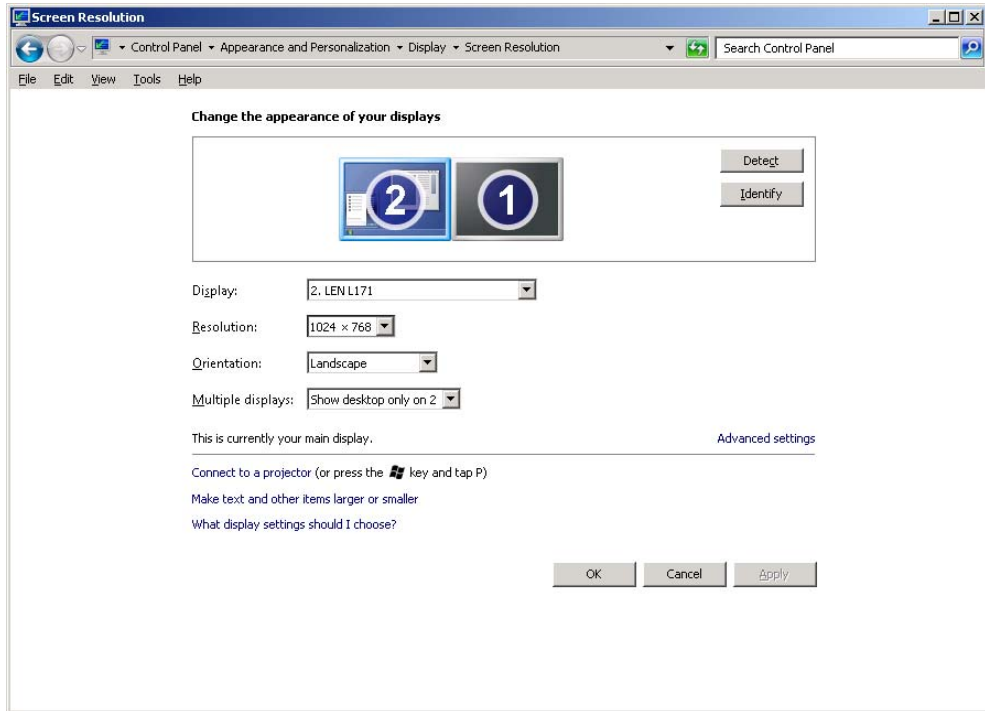 Screen Resolution
Control Panel Appearance and Personalization Display Screen Resolution Search Control Panel
File Edit View Tools Help
Change the appearance of your displays
2 1
Detect
Identify
Display: 2. LEN L171
Resolution: 1024 × 768
Orientation: Landscape
Multiple displays: Show desktop only on 2
This is currently your main display. Advanced settings
Connect to a projector (or press the key and tap P)
Make text and other items larger or smaller
What display settings should I choose?
OK Cancel Apply